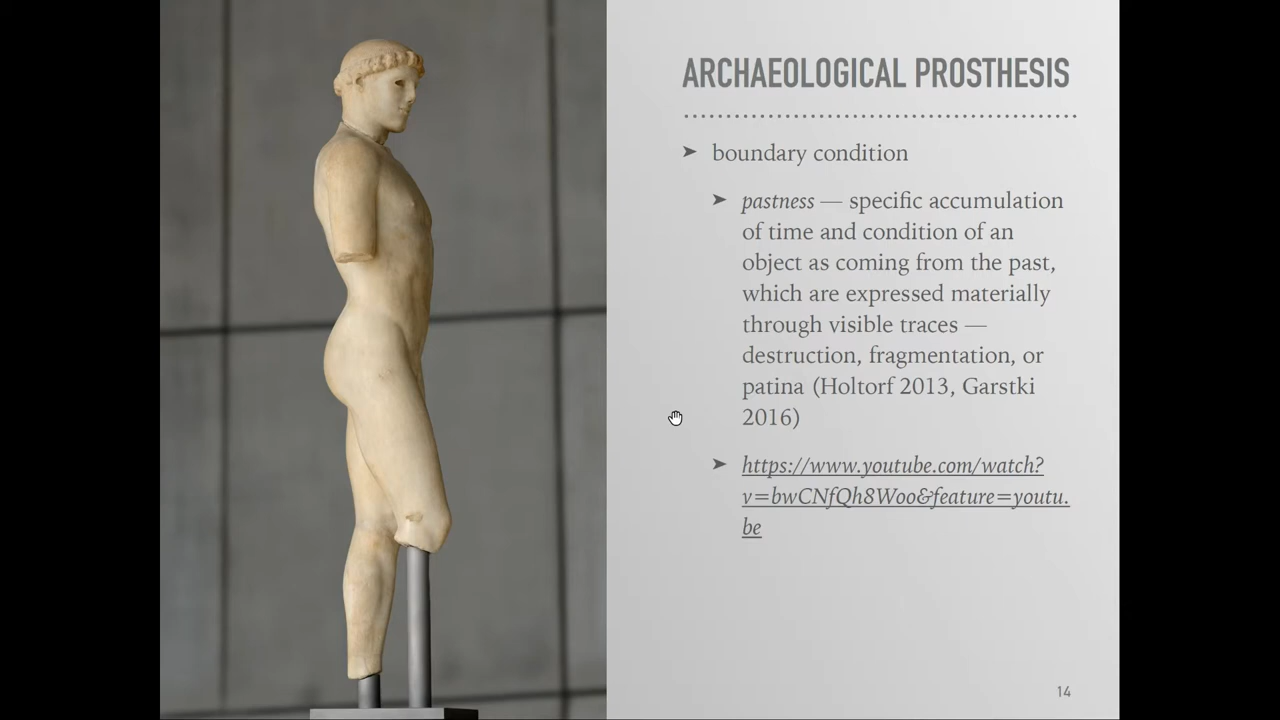 ARCHAEOLOGICAL PROSTHESIS
➤ boundary condition
➤ pastness — specific accumulation
of time and condition of an
object as coming from the past,
which are expressed materially
through visible traces —
destruction, fragmentation, or
patina (Holtorf 2013, Garstki
2016)
➤ https://www.youtube.com/watch?
v=bwCNfQh8Woo&feature=youtu.
be
14